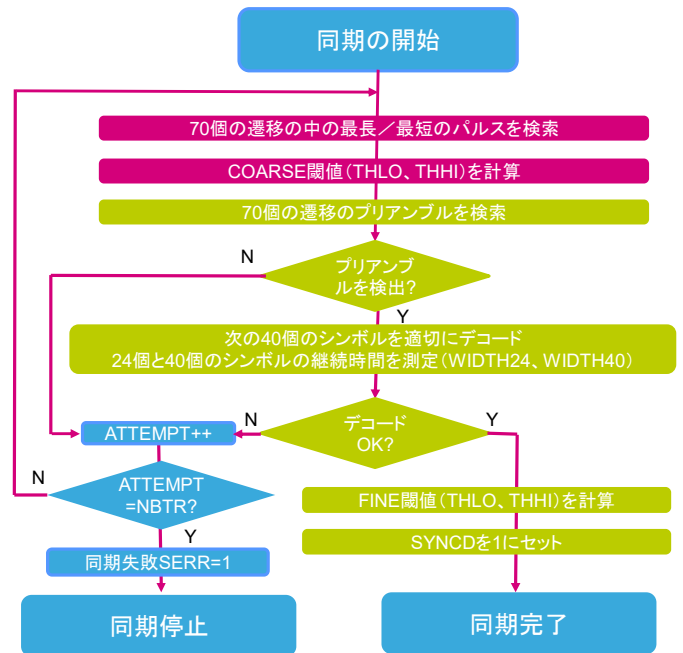 同期の開始
70個の遷移の中の最長／最短のパルスを検索
COARSE閾値(THLO、THHI)を計算
70個の遷移のプリアンブルを検索
N
プリアンブ
ルを検出?
Y
次の40個のシンボルを適切にデコード
24個と40個のシンボルの継続時間を測定(WIDTH24、WIDTH40)
N
デコード
OK?
Y
ATTEMPT++
N
ATTEMPT
=NBTR?
Y
FINE閾値(THLO、THHI)を計算
SYNCDを1にセット
同期失敗SERR=1
同期停止
同期完了